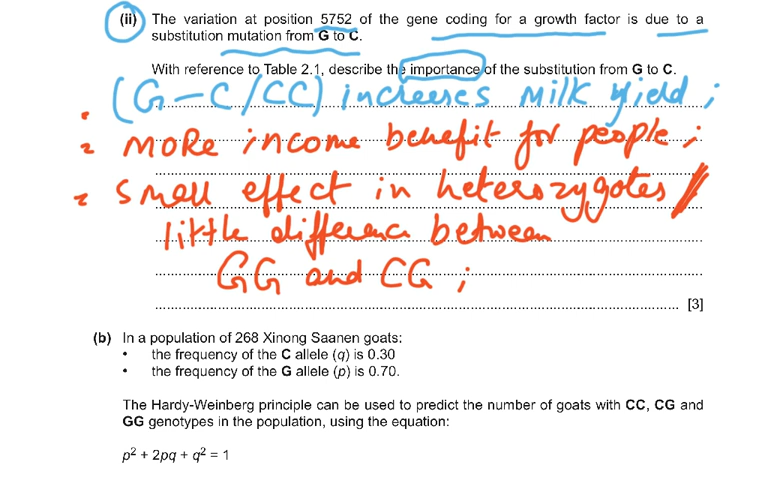 (ii) The variation at position 5752 of the gene coding for a growth factor is due to a
substitution mutation from G to C.
With reference to Table 2.1, describe the importance of the substitution from G to C.
(G-C/CC) increeses Milk yield ;
2 MoRe income benefit for people ;
2 small effect in heterozygotes /
little differenc between
GG and CG ;
[3]
(b) In a population of 268 Xinong Saanen goats:
• the frequency of the C allele (q) is 0.30
• the frequency of the G allele (p) is 0.70.
The Hardy-Weinberg principle can be used to predict the number of goats with CC, CG and
GG genotypes in the population, using the equation:
p² + 2pq + q² = 1